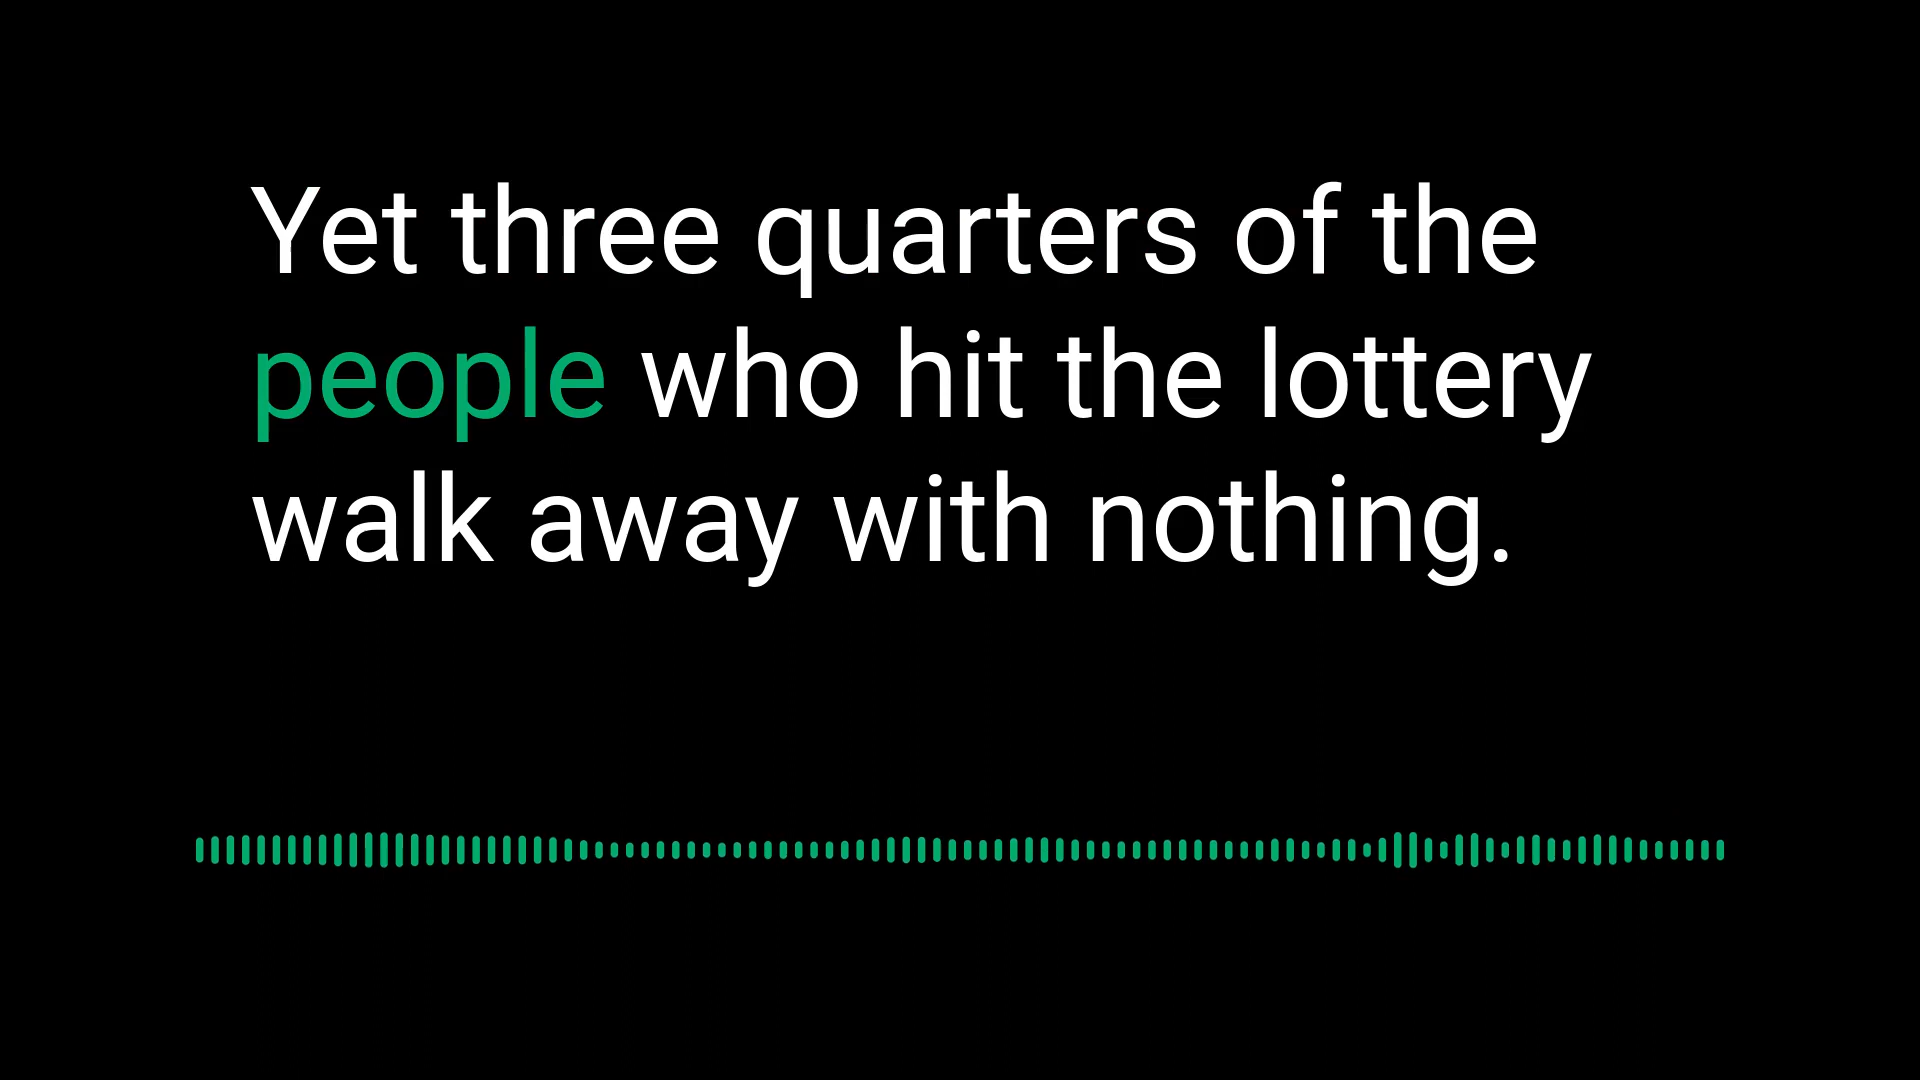 Yet three quarters of the
people who hit the lottery
walk away with nothing.